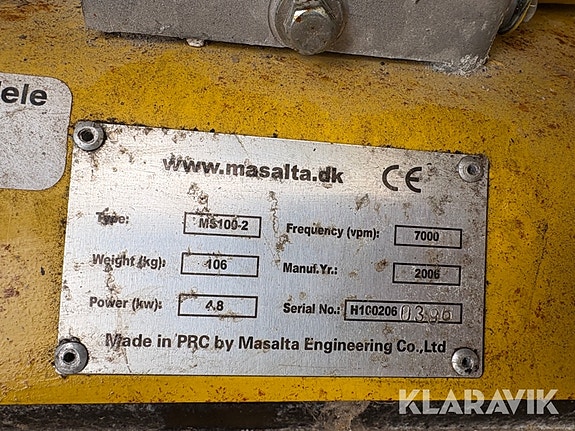 ele
www.masalta.dk CE
Type: MS100-2 Frequency (vpm): 7000
Weight (kg): 106 Manuf.Yr.: 2006
Power (kw): 4.8 Serial No.: H100206 0396
Made in PRC by Masalta Engineering Co.,Ltd
KLARAVIK